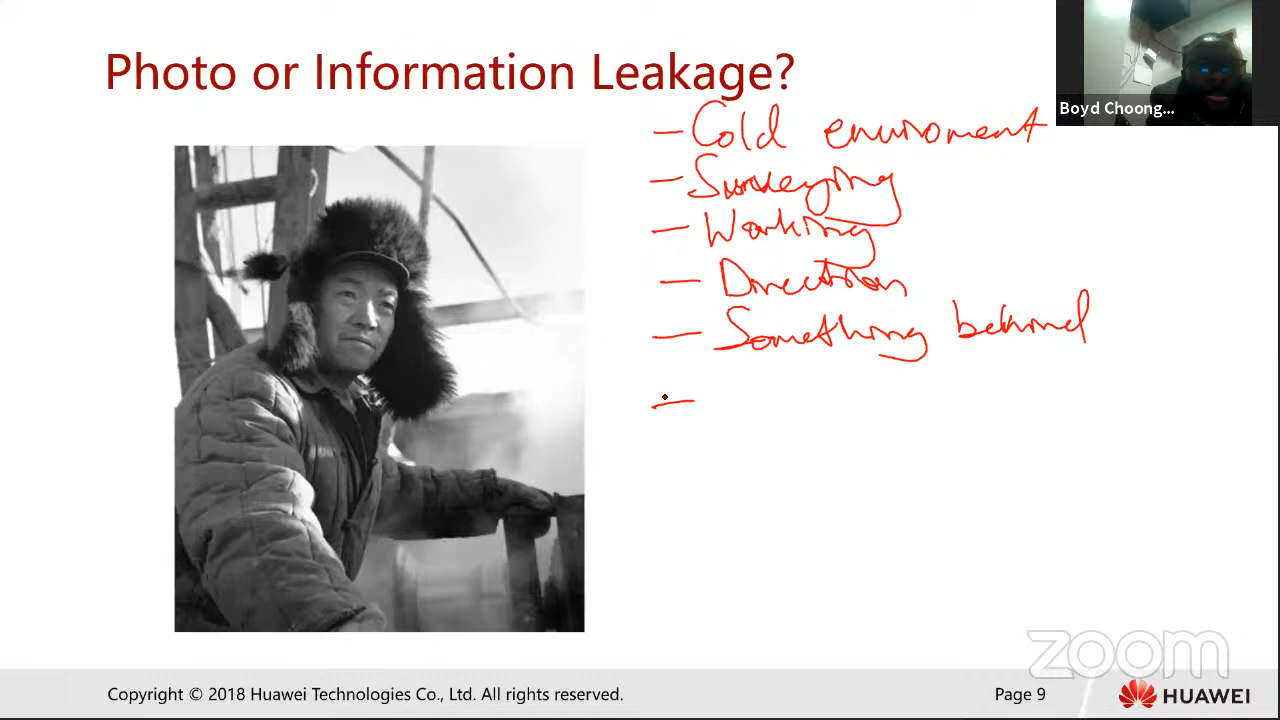 Photo or Information Leakage?
Boyd Choong...
- Cold enviroment
- Surveying
- Working
- Direction
- Something behind
-
zoom
Copyright © 2018 Huawei Technologies Co., Ltd. All rights reserved.
Page 9
HUAWEI